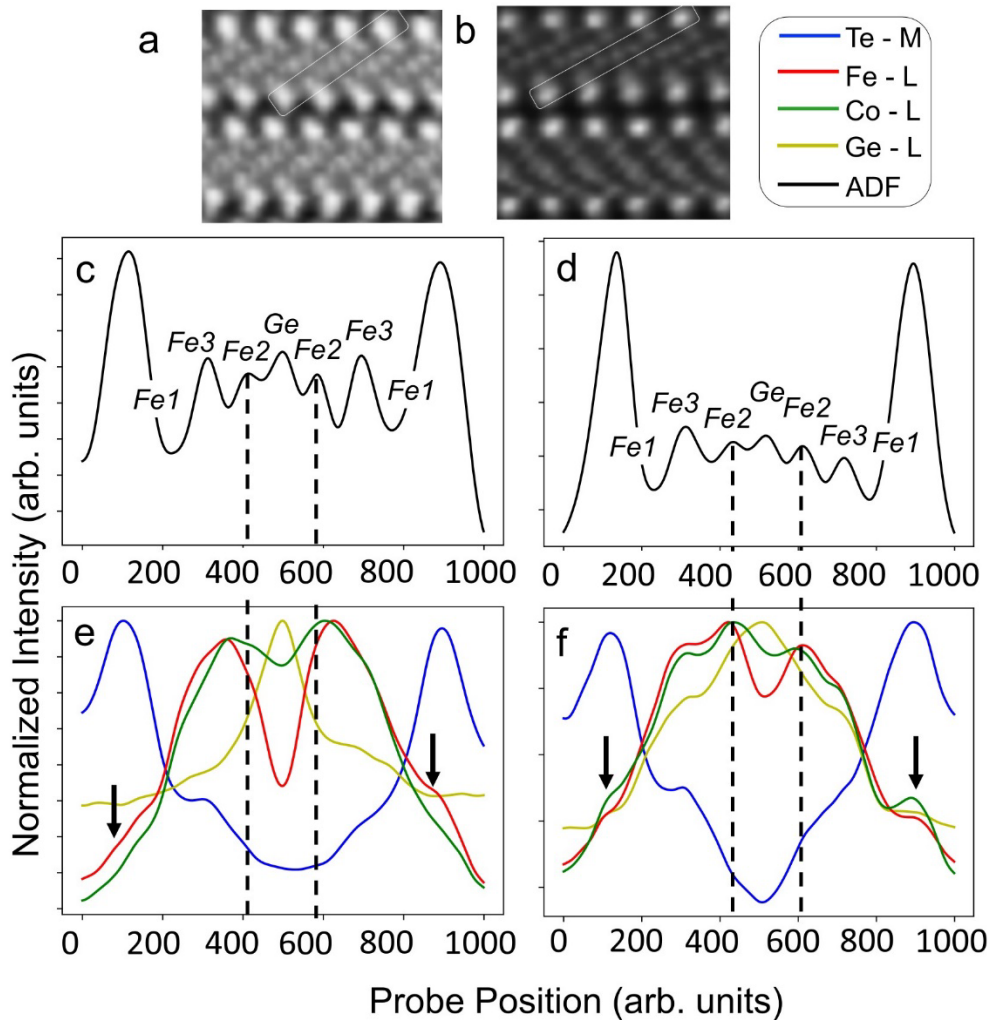 a
b
Te - M
Fe - L
Co - L
Ge - L
ADF
Normalized Intensity (arb. units)
c
Fe1 Fe3 Fe2 Ge Fe2 Fe3 Fe1
0 200 400 600 800 1000
d
Fe1 Fe3 Fe2 Ge Fe2 Fe3 Fe1
0 200 400 600 800 1000
e
0 200 400 600 800 1000
f
0 200 400 600 800 1000
Probe Position (arb. units)